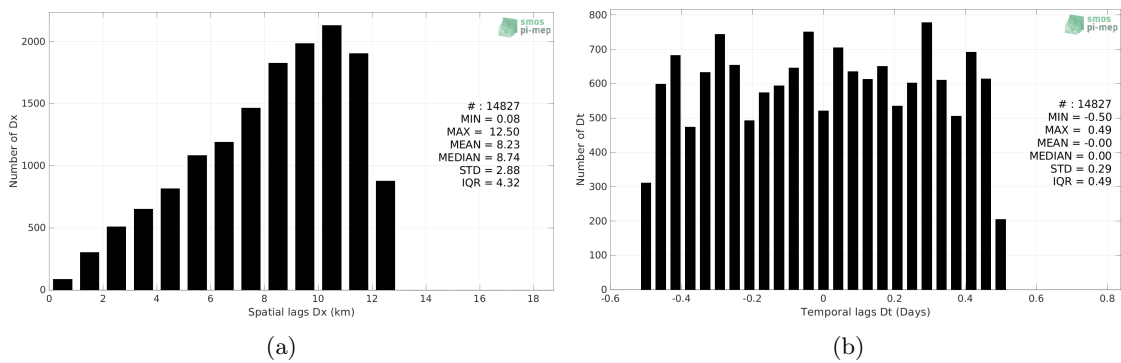 smos
pi-mep
2000
1500
1000
500
0
Number of Dx
# : 14827
MIN = 0.08
MAX = 12.50
MEAN = 8.23
MEDIAN = 8.74
STD = 2.88
IQR = 4.32
0 2 4 6 8 10 12 14 16 18
Spatial lags Dx (km)
(a)
smos
pi-mep
800
700
600
500
400
300
200
100
0
Number of Dt
# : 14827
MIN = -0.50
MAX = 0.49
MEAN = -0.00
MEDIAN = 0.00
STD = 0.29
IQR = 0.49
-0.6 -0.4 -0.2 0 0.2 0.4 0.6 0.8
Temporal lags Dt (Days)
(b)